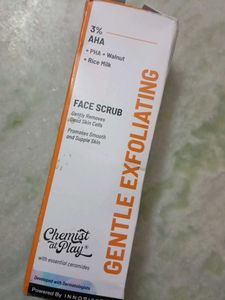 3%
AHA
+ PHA + Walnut
+ Rice Milk
FACE SCRUB
Gently Removes
Dead Skin Cells
Promotes Smooth
and Supple Skin
GENTLE EXFOLIATING
Chemist
at Play®
with essential ceramides
Developed with Dermatologists
Powered By